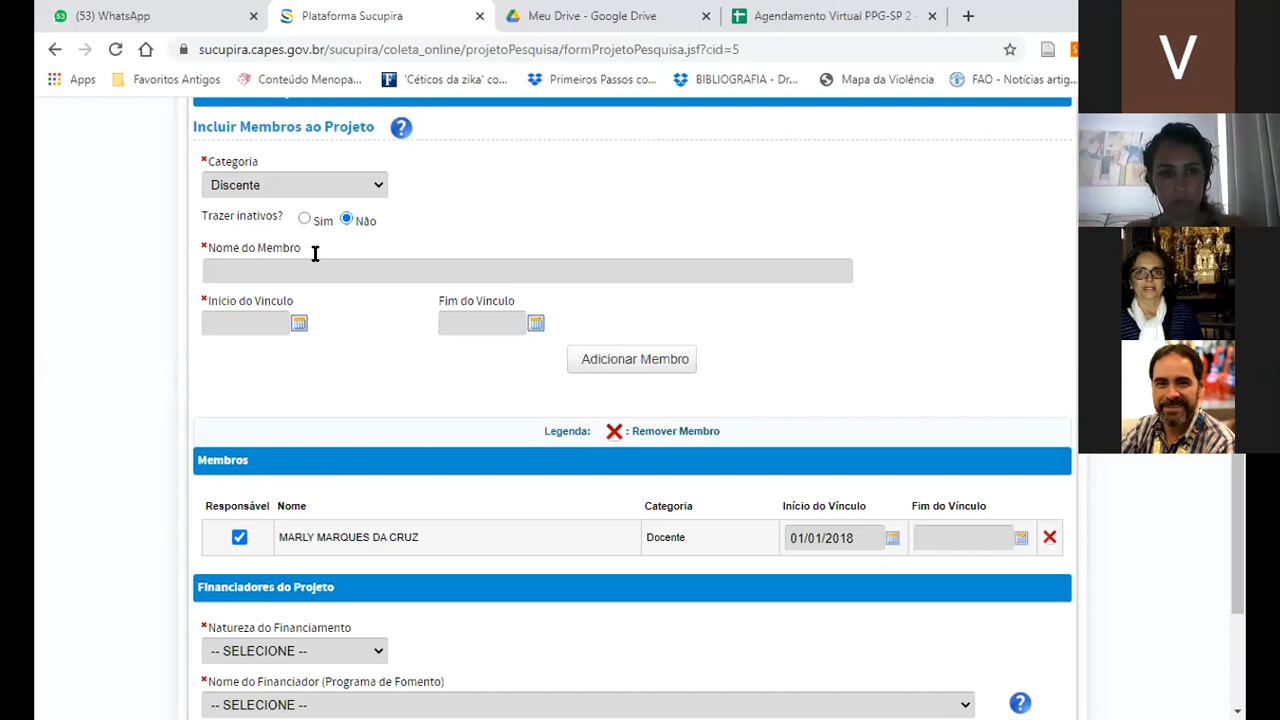 (53) WhatsApp
Plataforma Sucupira
Meu Drive - Google Drive
Agendamento Virtual PPG-SP 2 -
sucupira.capes.gov.br/sucupira/coleta_online/projetoPesquisa/formProjetoPesquisa.jsf?cid=5
Apps
Favoritos Antigos
Conteúdo Menopa...
'Céticos da zika' co...
Primeiros Passos co...
BIBLIOGRAFIA - Dr...
Mapa da Violência
FAO - Notícias artig...
V
Incluir Membros ao Projeto
*Categoria
Discente
Trazer inativos? Sim Não
*Nome do Membro
*Início do Vinculo Fim do Vinculo
Adicionar Membro
Legenda: : Remover Membro
Membros
Responsável Nome Categoria Início do Vínculo Fim do Vínculo
MARLY MARQUES DA CRUZ Docente 01/01/2018
Financiadores do Projeto
*Natureza do Financiamento
-- SELECIONE --
*Nome do Financiador (Programa de Fomento)
-- SELECIONE --